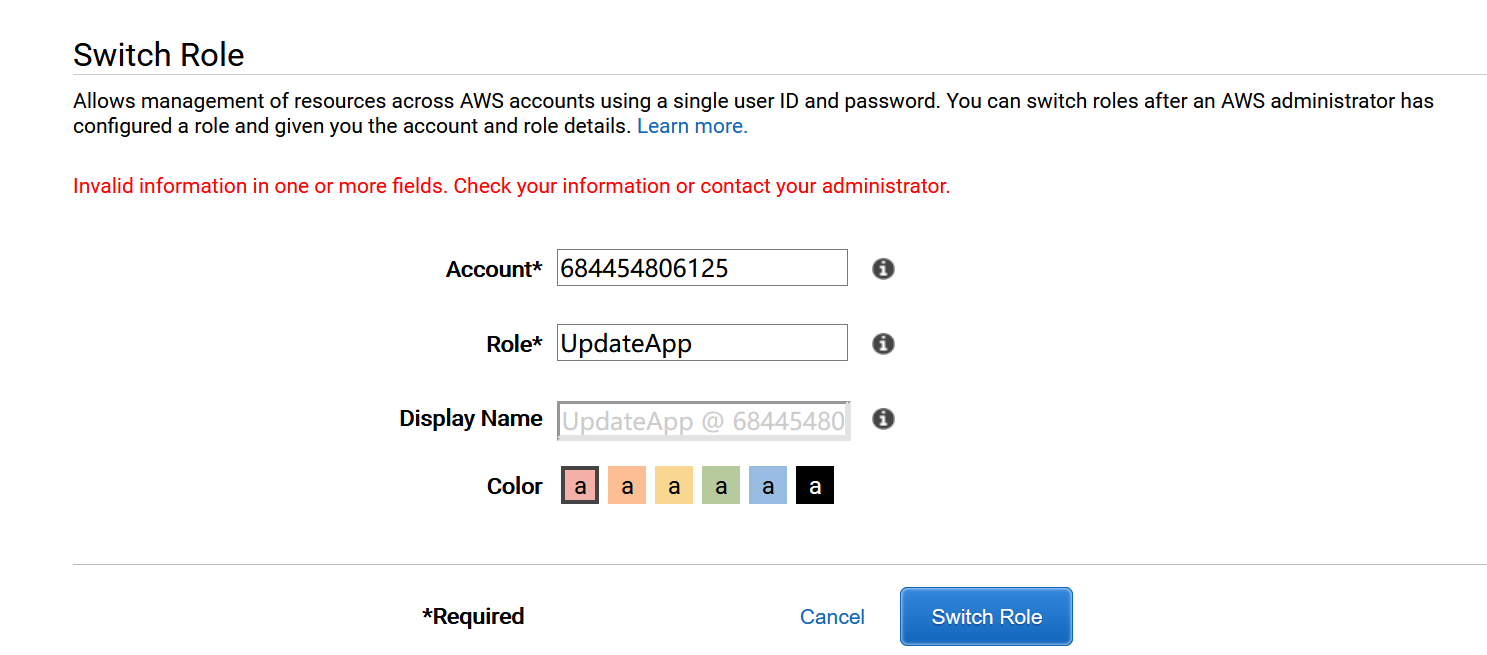 Switch Role
Allows management of resources across AWS accounts using a single user ID and password. You can switch roles after an AWS administrator has
configured a role and given you the account and role details. Learn more.
Invalid information in one or more fields. Check your information or contact your administrator.
Account* 684454806125
Role* UpdateApp
Display Name UpdateApp @ 68445480
Color a a a a a a
*Required Cancel Switch Role